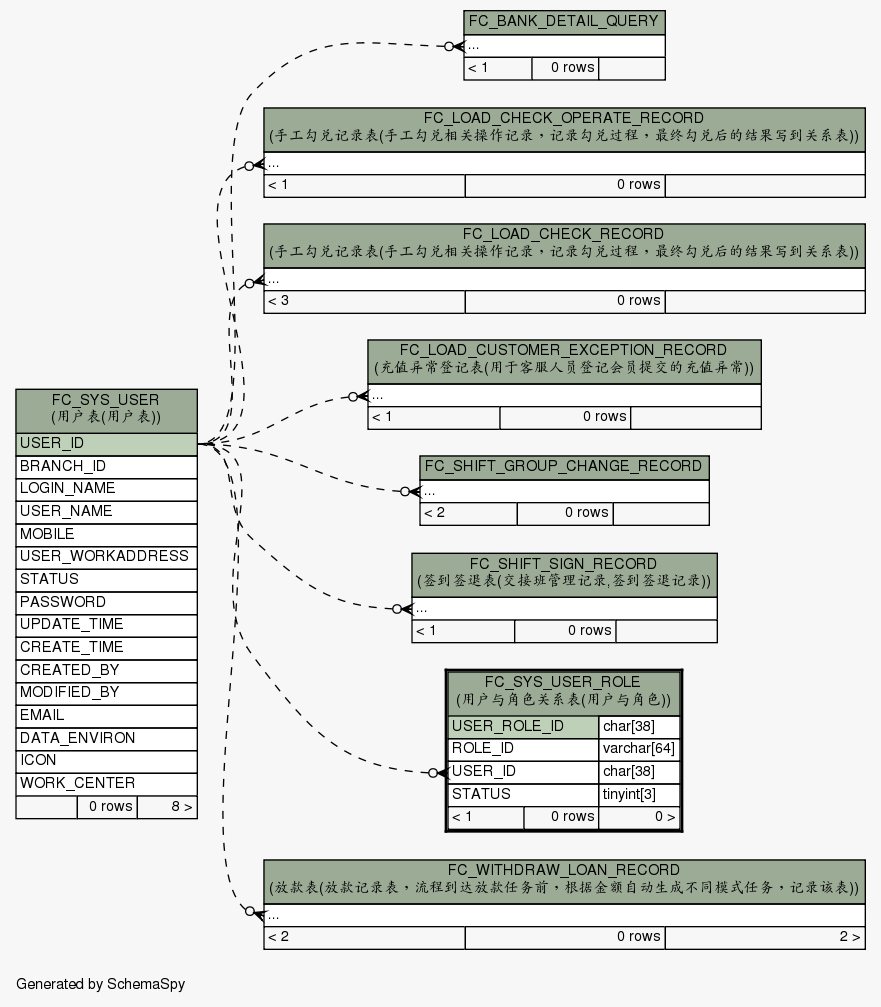 FC_BANK_DETAIL_QUERY
...
< 1 0 rows
FC_LOAD_CHECK_OPERATE_RECORD
(手工勾兑记录表(手工勾兑相关操作记录，记录勾兑过程，最终勾兑后的结果写到关系表))
...
< 1 0 rows
FC_LOAD_CHECK_RECORD
(手工勾兑记录表(手工勾兑相关操作记录，记录勾兑过程，最终勾兑后的结果写到关系表))
...
< 3 0 rows
FC_LOAD_CUSTOMER_EXCEPTION_RECORD
(充值异常登记表(用于客服人员登记会员提交的充值异常))
...
< 1 0 rows
FC_SYS_USER
(用户表(用户表))
USER_ID
BRANCH_ID
LOGIN_NAME
USER_NAME
MOBILE
USER_WORKADDRESS
STATUS
PASSWORD
UPDATE_TIME
CREATE_TIME
CREATED_BY
MODIFIED_BY
EMAIL
DATA_ENVIRON
ICON
WORK_CENTER
0 rows 8 >
FC_SHIFT_GROUP_CHANGE_RECORD
...
< 2 0 rows
FC_SHIFT_SIGN_RECORD
(签到签退表(交接班管理记录,签到签退记录))
...
< 1 0 rows
FC_SYS_USER_ROLE
(用户与角色关系表(用户与角色))
USER_ROLE_ID char[38]
ROLE_ID varchar[64]
USER_ID char[38]
STATUS tinyint[3]
< 1 0 rows 0 >
FC_WITHDRAW_LOAN_RECORD
(放款表(放款记录表，流程到达放款任务前，根据金额自动生成不同模式任务，记录该表))
...
< 2 0 rows 2 >
Generated by SchemaSpy